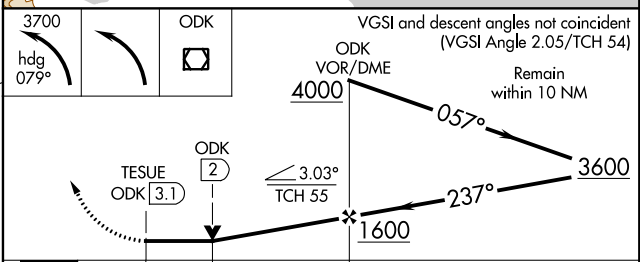 3700
hdg
079°
ODK
VGSI and descent angles not coincident
(VGSI Angle 2.05/TCH 54)
ODK
VOR/DME
4000
Remain
within 10 NM
057°
3600
237°
1600
3.03°
TCH 55
ODK
2
TESUE
ODK 3.1